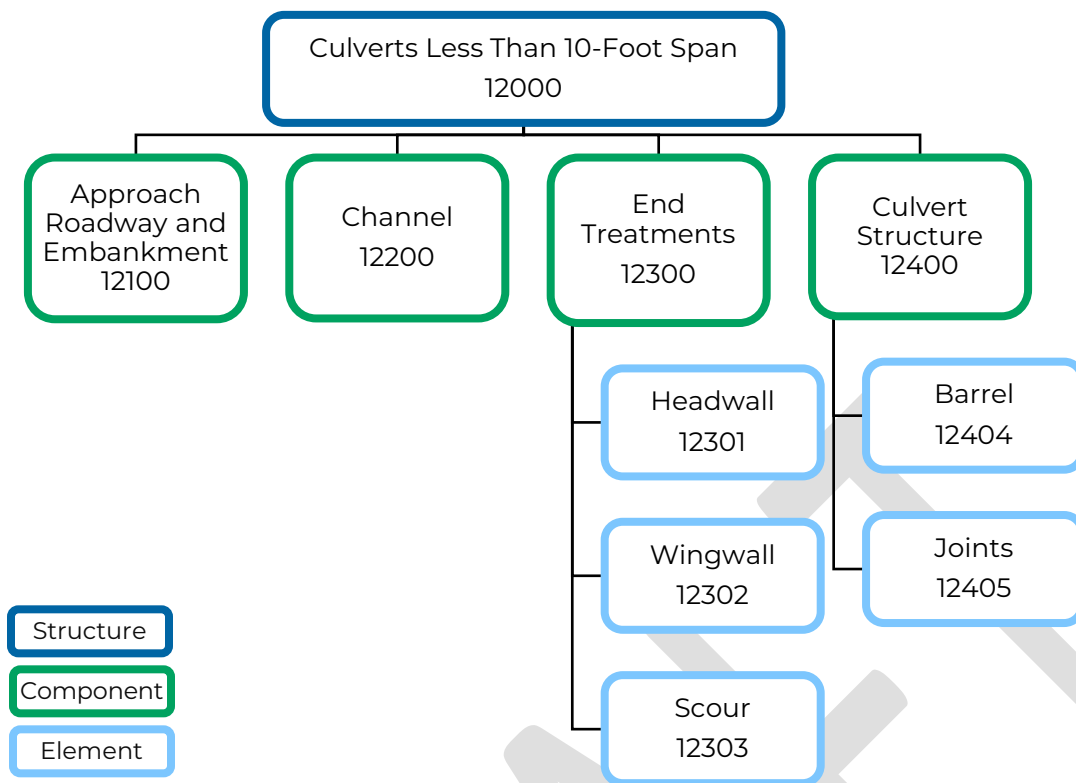 Culverts Less Than 10-Foot Span
12000
Approach
Roadway and
Embankment
12100
Channel
12200
End
Treatments
12300
Culvert
Structure
12400
Headwall
12301
Wingwall
12302
Scour
12303
Barrel
12404
Joints
12405
Structure
Component
Element